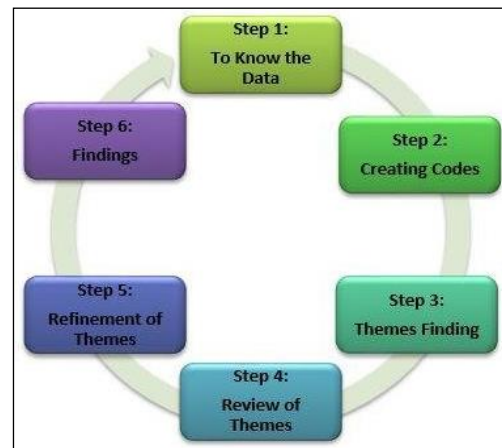 Step 1:
To Know the
Data
Step 2:
Creating Codes
Step 3:
Themes Finding
Step 4:
Review of
Themes
Step 5:
Refinement of
Themes
Step 6:
Findings